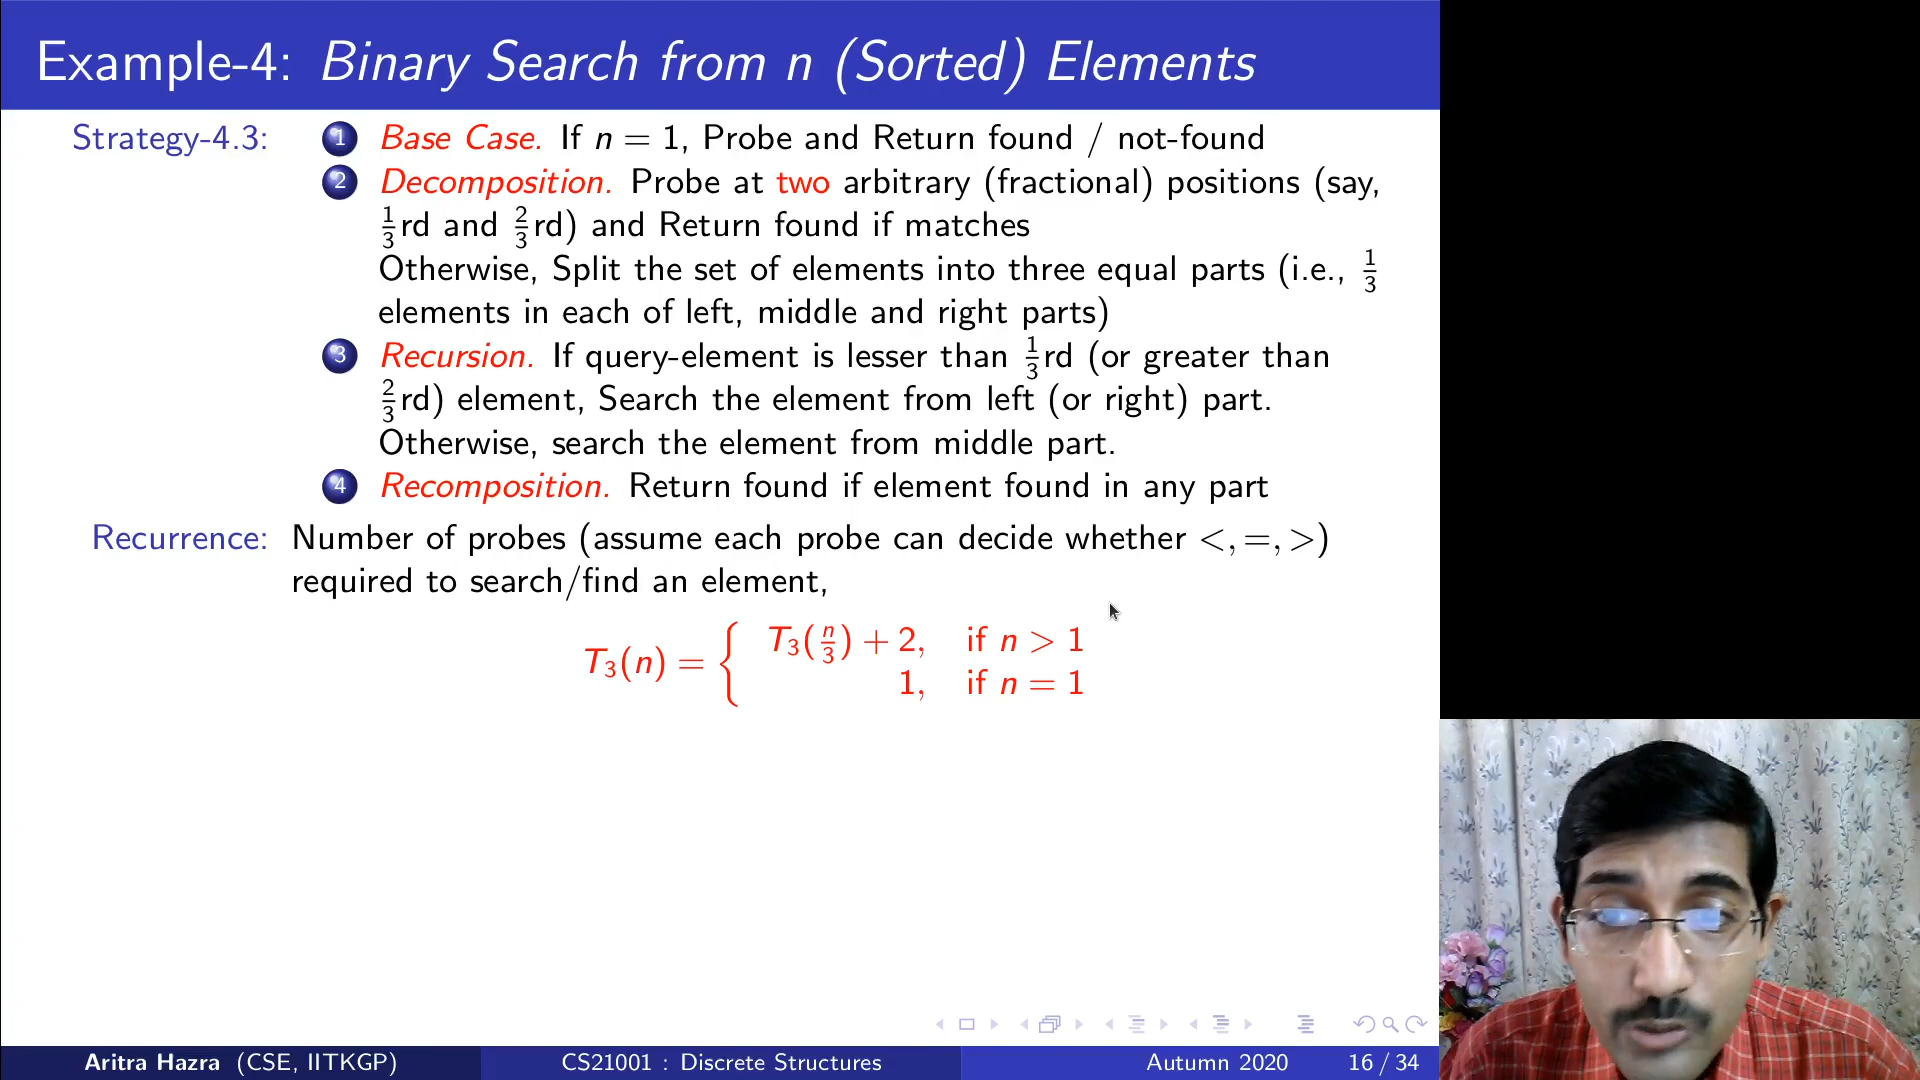 Example-4: Binary Search from n (Sorted) Elements
Strategy-4.3: 1 Base Case. If n = 1, Probe and Return found / not-found
2 Decomposition. Probe at two arbitrary (fractional) positions (say,
1/3rd and 2/3rd) and Return found if matches
Otherwise, Split the set of elements into three equal parts (i.e., 1/3
elements in each of left, middle and right parts)
3 Recursion. If query-element is lesser than 1/3rd (or greater than
2/3rd) element, Search the element from left (or right) part.
Otherwise, search the element from middle part.
4 Recomposition. Return found if element found in any part
Recurrence: Number of probes (assume each probe can decide whether <, =, >)
required to search/find an element,
T₃(n) = { T₃(n/3) + 2, if n > 1
1, if n = 1
Aritra Hazra (CSE, IITKGP) CS21001 : Discrete Structures Autumn 2020 16 / 34